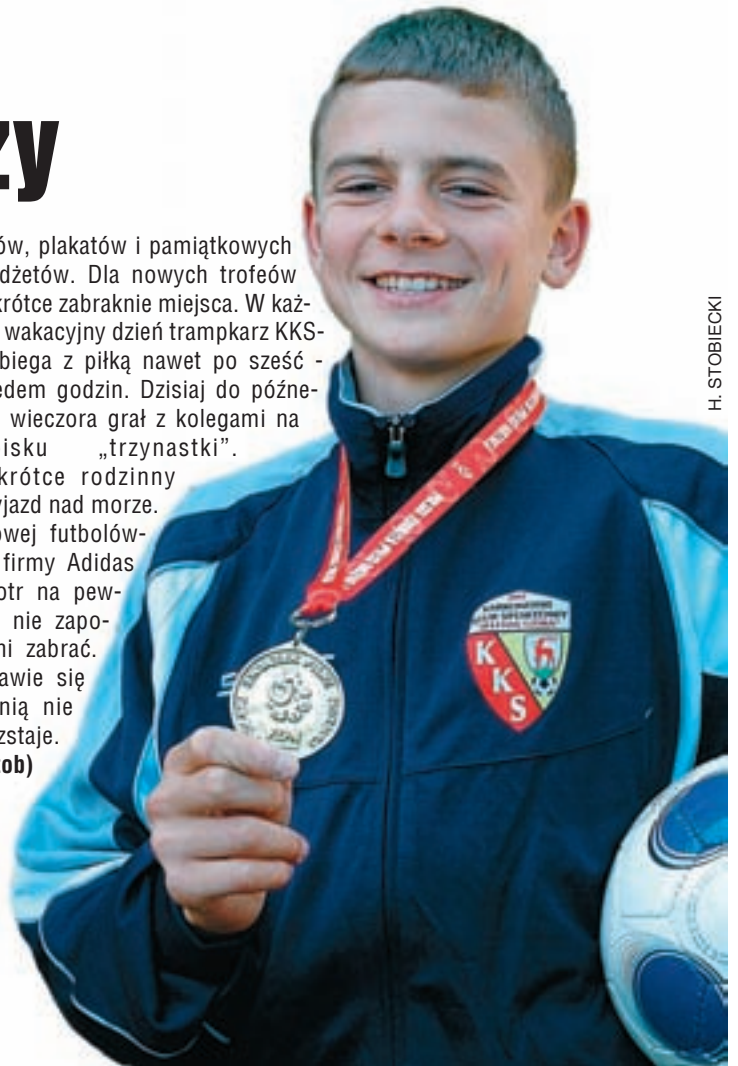 zy
ów, plakatów i pamiątkowych
dżetów. Dla nowych trofeów
krótce zabraknie miejsca. W każ-
wakacyjny dzień trampkarz KKS-
biega z piłką nawet po sześć -
edem godzin. Dzisiaj do późne-
wieczora grał z kolegami na
isku „trzynastki”.
krótce rodzinny
jazd nad morze.
owej futbolów-
firmy Adidas
otr na pew-
nie zapo-
ni zabrać.
awie się
nią nie
zstaje.
tob)
H. STOBIECKI
KKS